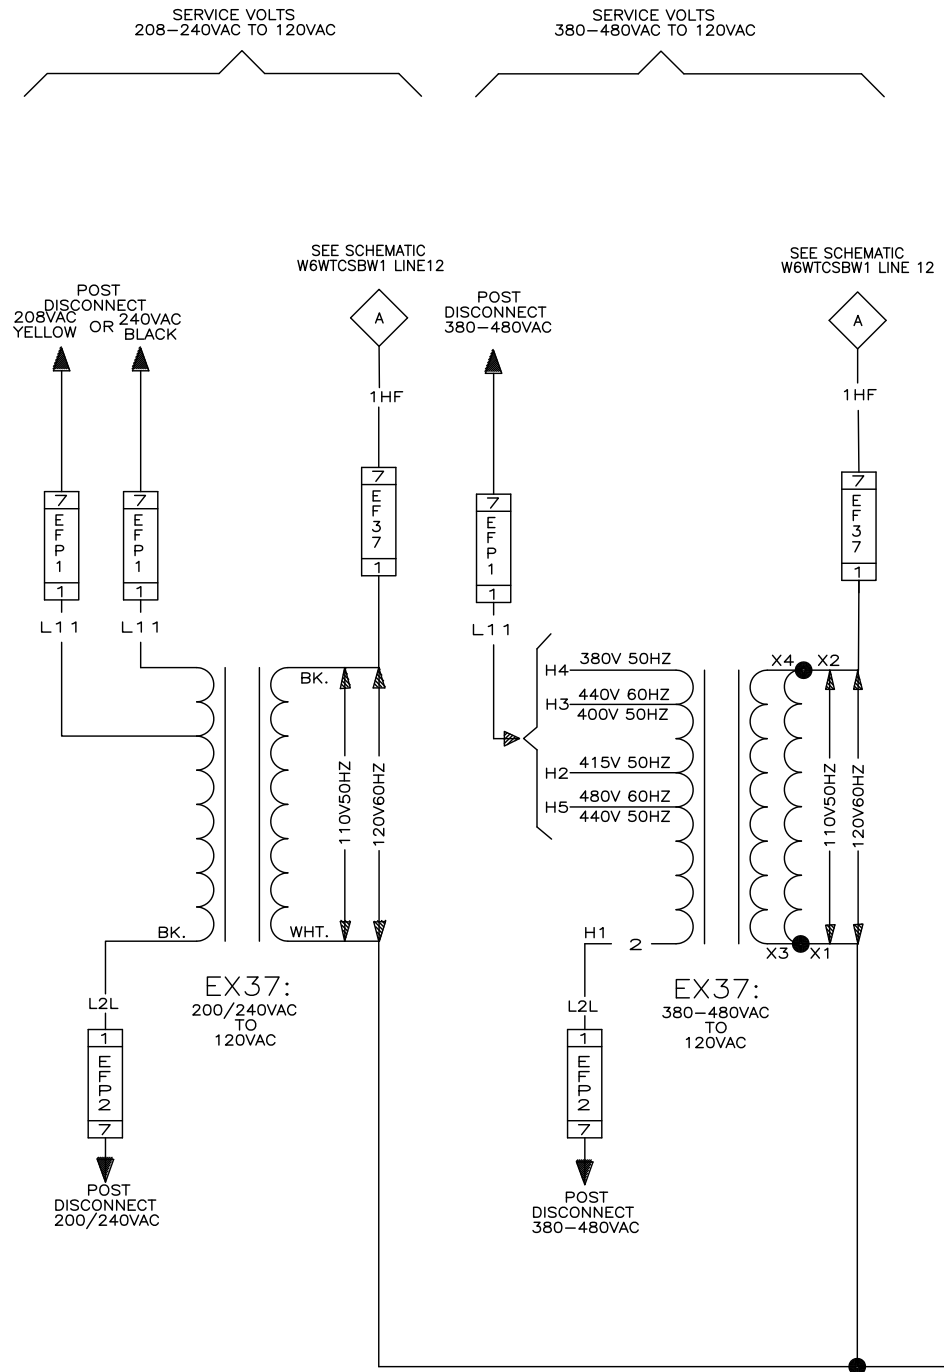 SERVICE VOLTS
208-240VAC TO 120VAC
SERVICE VOLTS
380-480VAC TO 120VAC
SEE SCHEMATIC
W6WTCSBW1 LINE12
SEE SCHEMATIC
W6WTCSBW1 LINE 12
POST
DISCONNECT
208VAC OR 240VAC
YELLOW BLACK
A
POST
DISCONNECT
380-480VAC
A
1HF
1HF
7
EFP1
1
7
EFP1
1
7
EF37
1
7
EFP1
1
7
EF37
1
L11
L11
L11
BK.
110V50HZ
120V60HZ
BK.
WHT.
H4 380V 50HZ
H3 440V 60HZ
400V 50HZ
H2 415V 50HZ
H5 480V 60HZ
440V 50HZ
H1 2
X4 X2
110V50HZ
120V60HZ
X3 X1
EX37:
200/240VAC
TO
120VAC
EX37:
380-480VAC
TO
120VAC
L2L
1
EFP2
7
L2L
1
EFP2
7
POST
DISCONNECT
200/240VAC
POST
DISCONNECT
380-480VAC